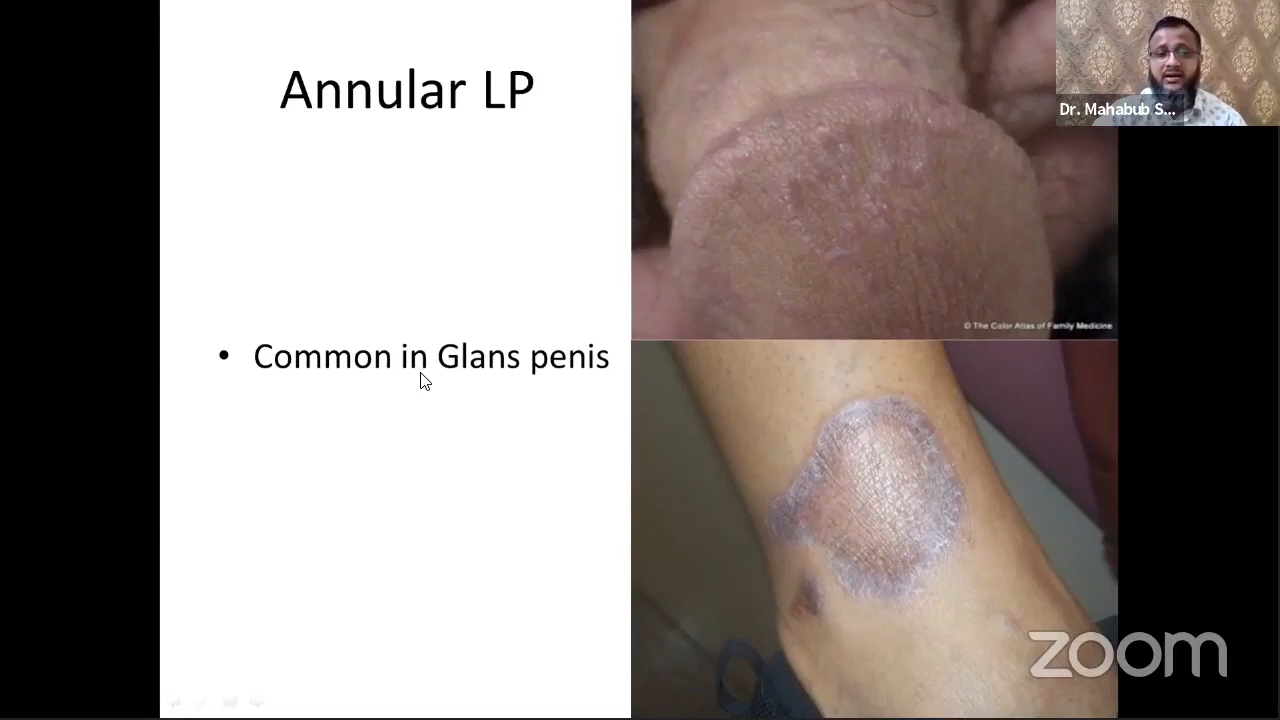 Annular LP
Dr. Mahabub S...
© The Color Atlas of Family Medicine
• Common in Glans penis
zoom